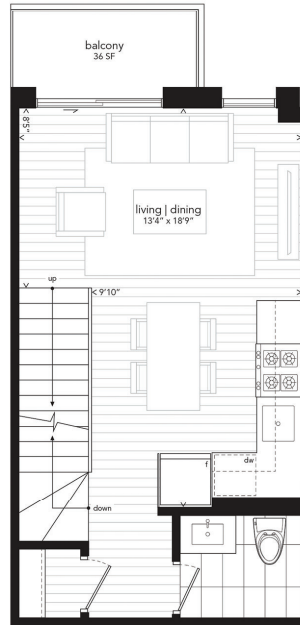 balcony
36 SF
8'5"
living | dining
13'4" x 18'9"
up
9'10"
f
dw
down